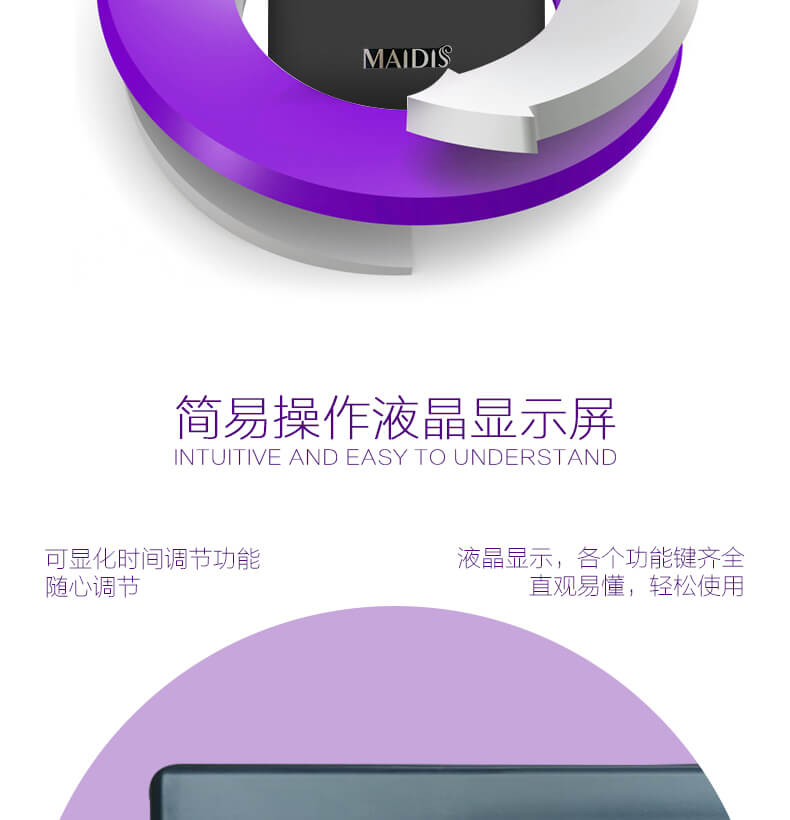 MAIDIS
简易操作液晶显示屏
INTUITIVE AND EASY TO UNDERSTAND
可显化时间调节功能
随心调节
液晶显示，各个功能键齐全
直观易懂，轻松使用